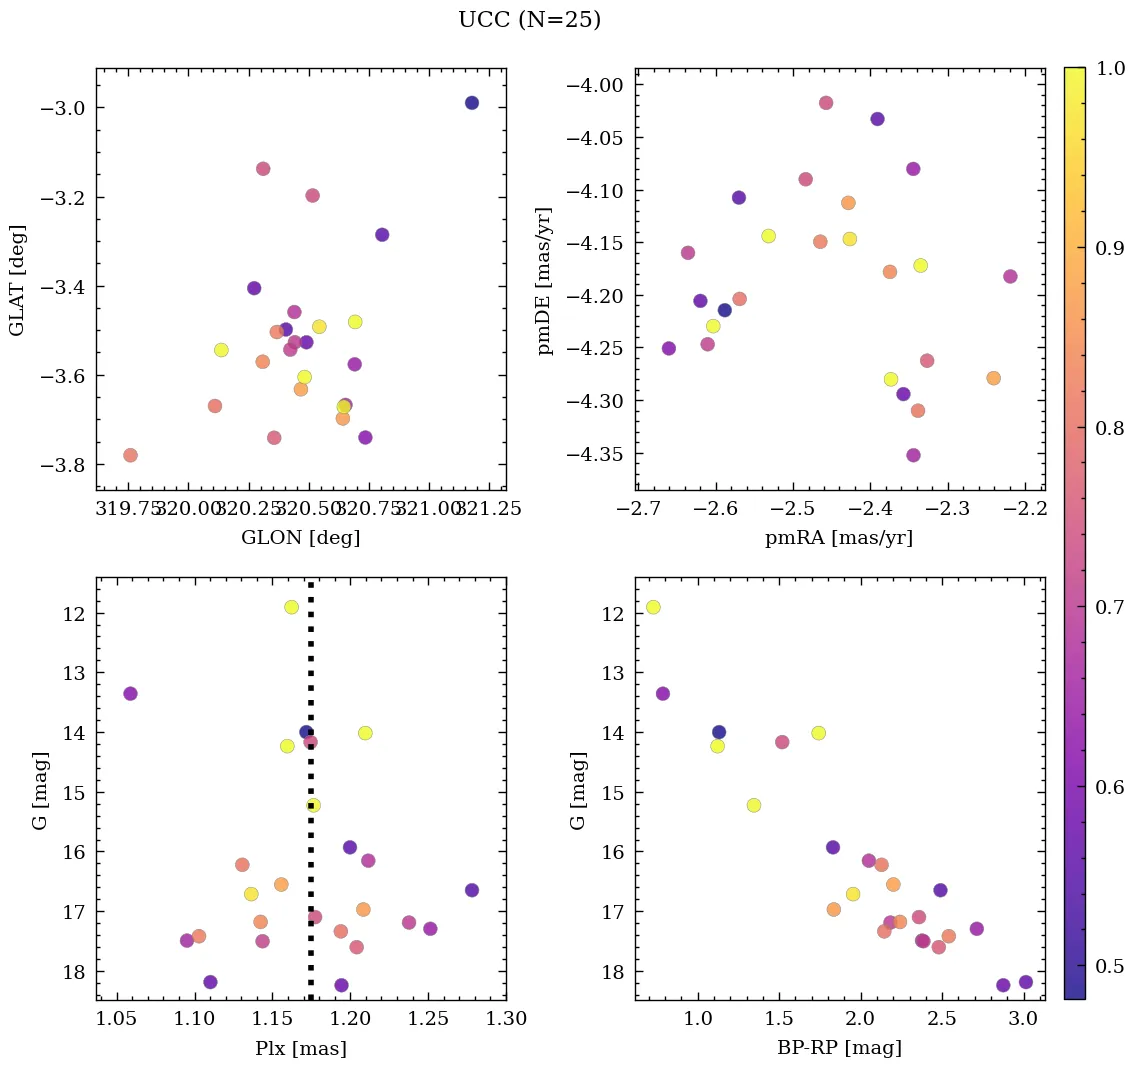 UCC (N=25)
−3.0
−3.2
−3.4
−3.6
−3.8
GLAT [deg]
319.75 320.00 320.25 320.50 320.75 321.00 321.25
GLON [deg]
−4.00
−4.05
−4.10
−4.15
−4.20
−4.25
−4.30
−4.35
pmDE [mas/yr]
−2.7 −2.6 −2.5 −2.4 −2.3 −2.2
pmRA [mas/yr]
1.0
0.9
0.8
0.7
0.6
0.5
12
13
14
15
16
17
18
G [mag]
1.05 1.10 1.15 1.20 1.25 1.30
Plx [mas]
12
13
14
15
16
17
18
G [mag]
1.0 1.5 2.0 2.5 3.0
BP-RP [mag]